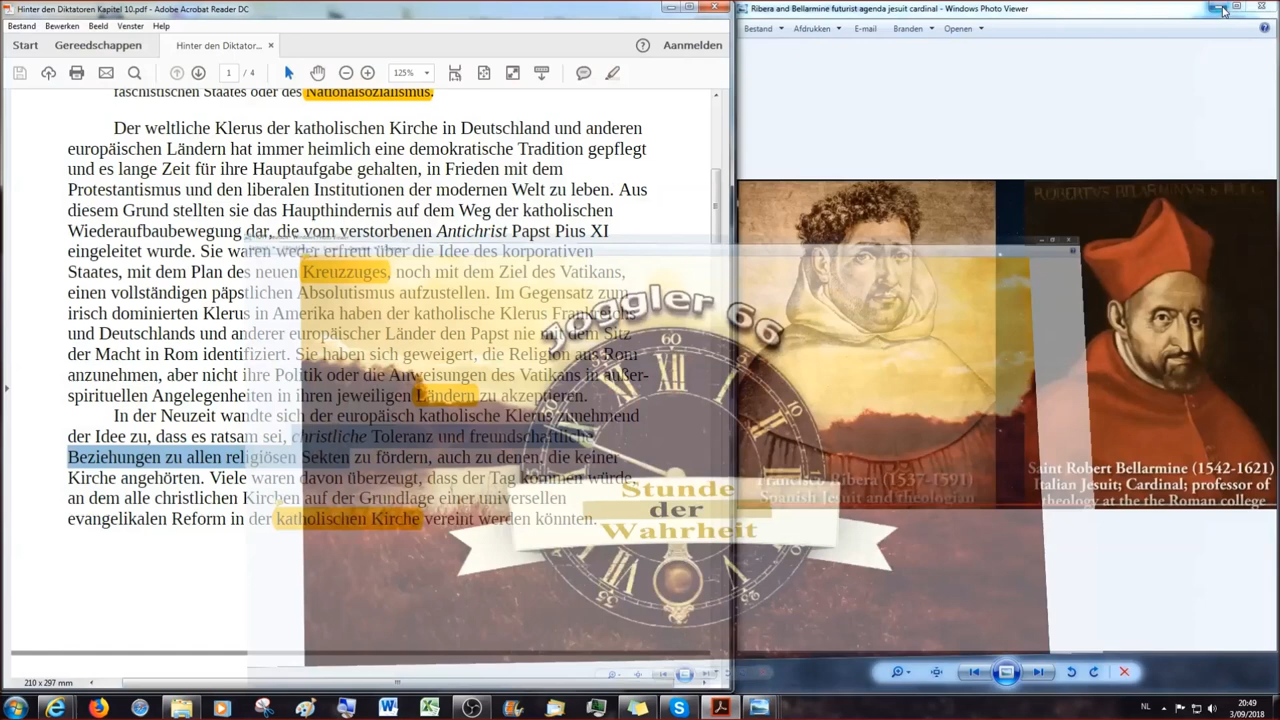 Hinter den Diktatoren Kapitel 10.pdf - Adobe Acrobat Reader DC
Bestand Bewerken Beeld Venster Help
Start Gereedschappen Hinter den Diktator... × Aanmelden
1 / 4 125%
faschistischen Staates oder des Nationalsozialismus.
Der weltliche Klerus der katholischen Kirche in Deutschland und anderen
europäischen Ländern hat immer heimlich eine demokratische Tradition gepflegt
und es lange Zeit für ihre Hauptaufgabe gehalten, in Frieden mit dem
Protestantismus und den liberalen Institutionen der modernen Welt zu leben. Aus
diesem Grund stellten sie das Haupthindernis auf dem Weg der katholischen
Wiederaufbaubewegung dar, die vom verstorbenen Antichrist Papst Pius XI
eingeleitet wurde. Sie waren weder erfreut über die Idee des korporativen
Staates, mit dem Plan des neuen Kreuzzuges, noch mit dem Ziel des Vatikans,
einen vollständigen päpstlichen Absolutismus aufzustellen. Im Gegensatz zum
irisch dominierten Klerus in Amerika haben der katholische Klerus Frankreichs
und Deutschlands und anderer europäischer Länder den Papst nie mit dem Sitz
der Macht in Rom identifiziert. Sie haben sich geweigert, die Religion aus Rom
anzunehmen, aber nicht ihre Politik oder die Anweisungen des Vatikans in außer-
spirituellen Angelegenheiten in ihren jeweiligen Ländern zu akzeptieren.
In der Neuzeit wandte sich der europäisch katholische Klerus zunehmend
der Idee zu, dass es ratsam sei, christliche Toleranz und freundschaftliche
Beziehungen zu allen religiösen Sekten zu fördern, auch zu denen, die keiner
Kirche angehörten. Viele waren davon überzeugt, dass der Tag kommen würde,
an dem alle christlichen Kirchen auf der Grundlage einer universellen
evangelikalen Reform in der katholischen Kirche vereint werden könnten.
210 x 297 mm
Ribera and Bellarmine futurist agenda jesuit cardinal - Windows Photo Viewer
Bestand Afdrukken E-mail Branden Openen
ROBERTVS BELARMINVS
Francisco Ribera (1537-1591)
Spanish Jesuit and theologian
Saint Robert Bellarmine (1542-1621)
Italian Jesuit; Cardinal; professor of
theology at the Roman college
Joggler 66
60
XII
Stunde
der
Wahrheit
NL
20:49
3/09/2018